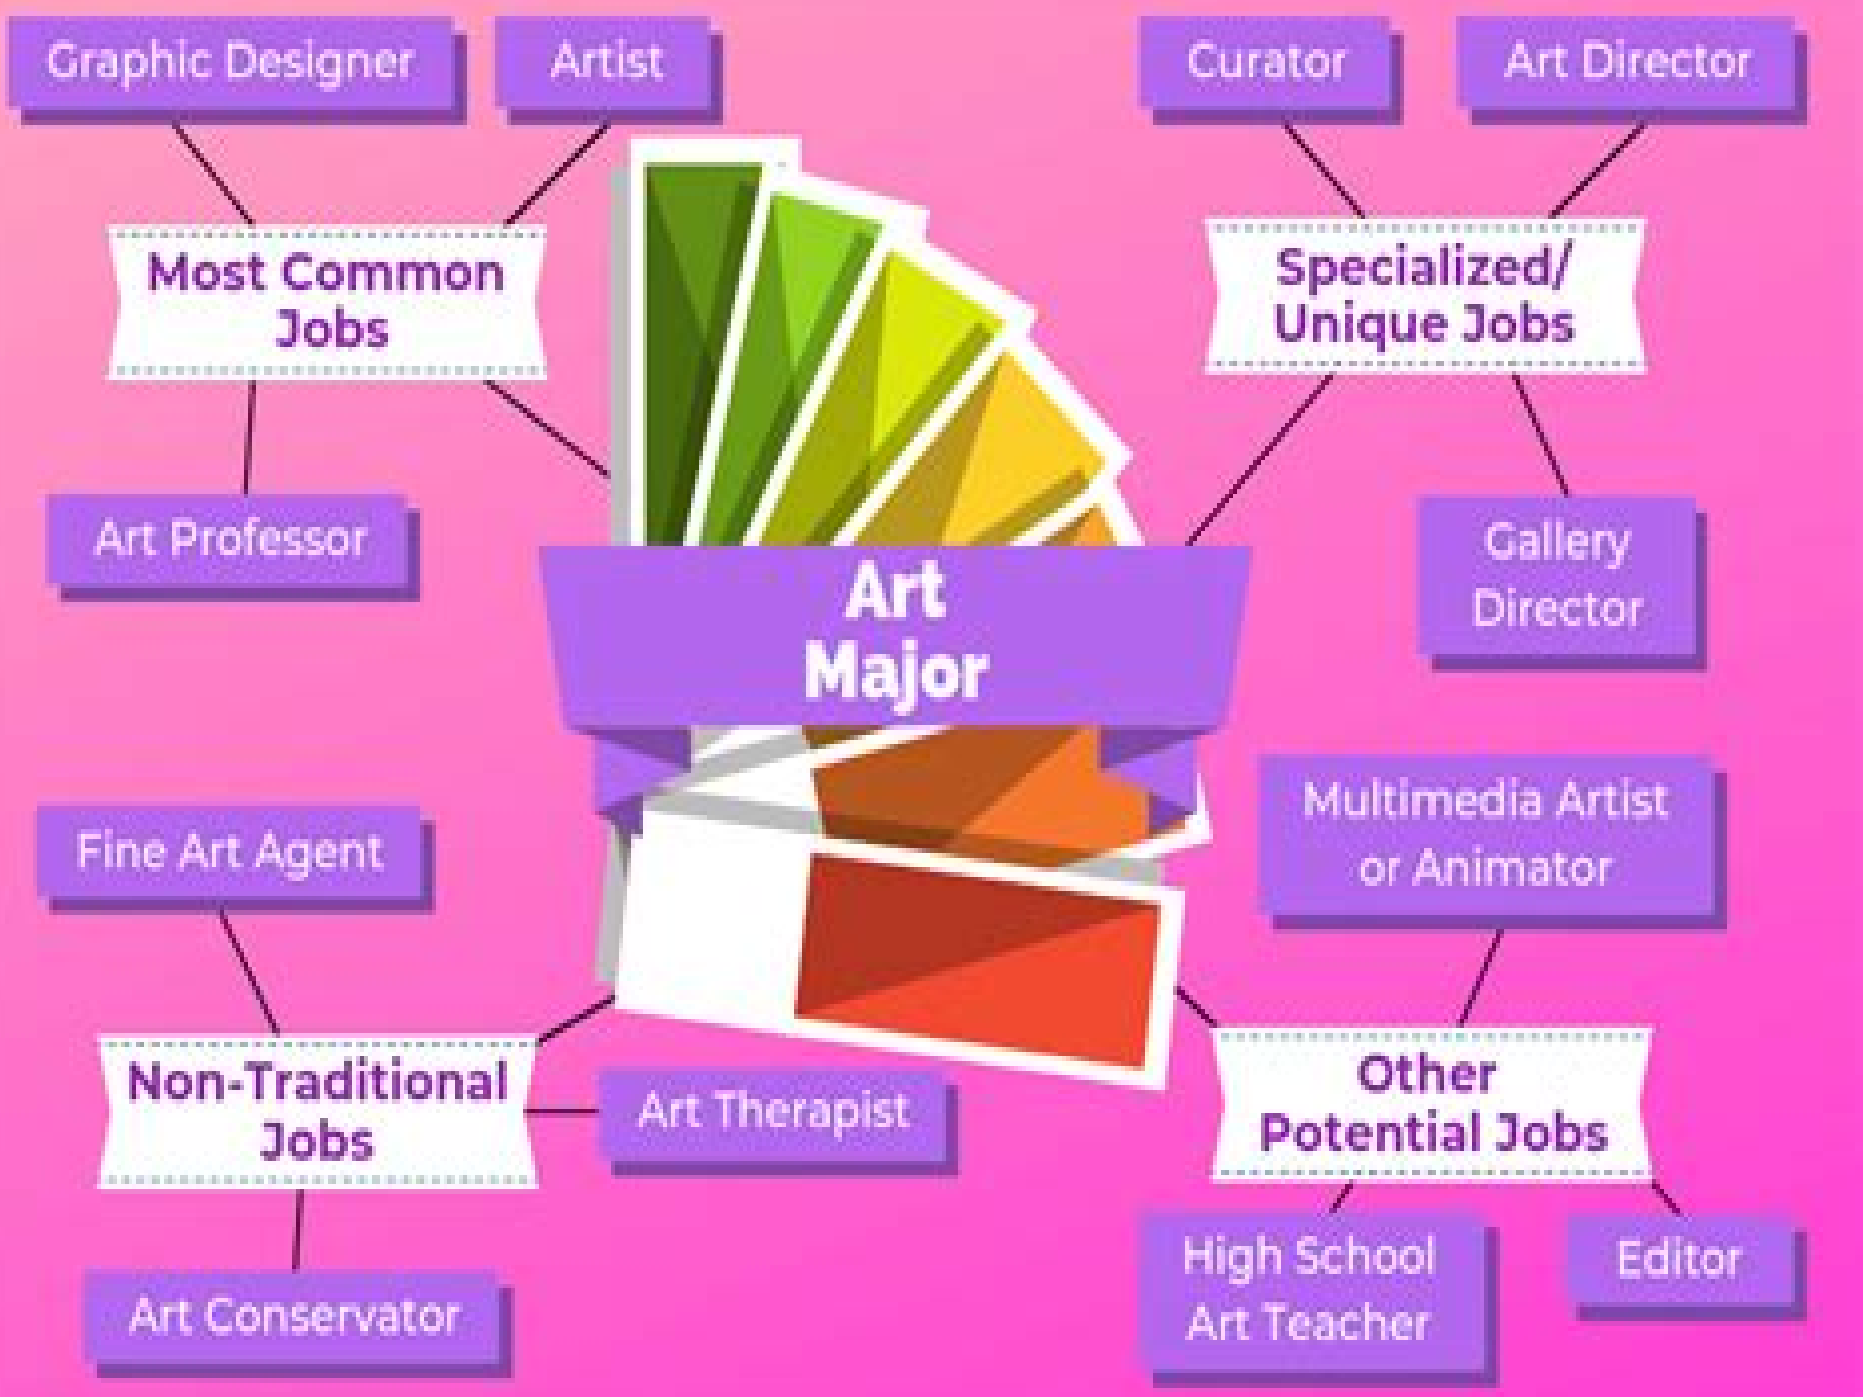 Graphic Designer
Artist
Most Common
Jobs
Art Professor
Curator
Art Director
Specialized/
Unique Jobs
Gallery
Director
Art
Major
Fine Art Agent
Non-Traditional
Jobs
Art Therapist
Art Conservator
Multimedia Artist
or Animator
Other
Potential Jobs
High School
Art Teacher
Editor